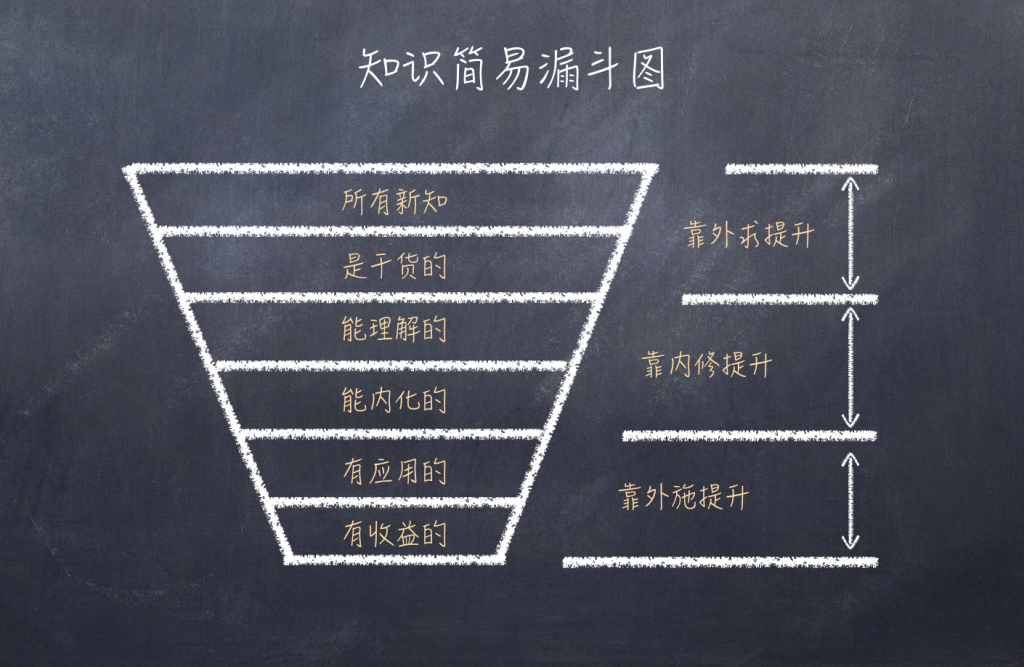 知识简易漏斗图
所有新知
是干货的
能理解的
能内化的
有应用的
有收益的
靠外求提升
靠内修提升
靠外施提升